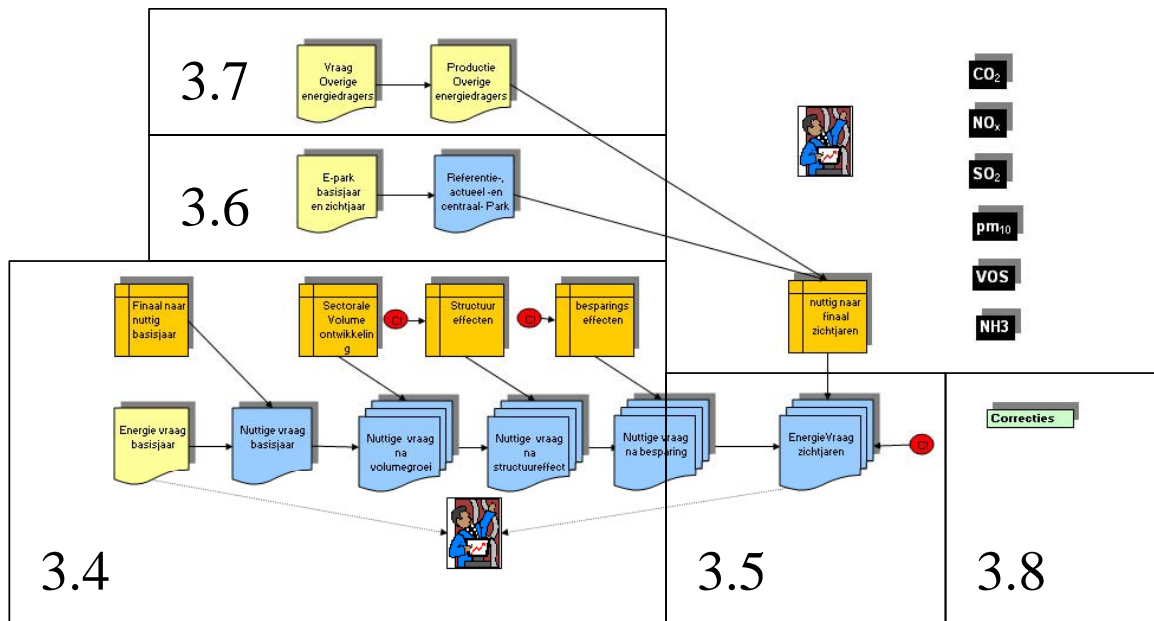 3.7
Vraag
Overige
energiedragers
Productie
Overige
energiedragers
CO2
NOx
SO2
pm10
VOS
NH3
3.6
E-park
basisjaar
en zichtjaar
Referentie-,
actueel -en
centraal- Park
Finaal naar
nuttig
basisjaar
Sectorale
Volume
ontwikkelin
g
C!
Structuur
effecten
C!
besparings
effecten
nuttig naar
finaal
zichtjaren
Energie vraag
basisjaar
Nuttige vraag
basisjaar
Nuttige vraag
na
volumegroei
Nuttige vraag
na
structuureffect
Nuttige vraag
na besparing
EnergieVraag
zichtjaren
C!
Correcties
3.4
3.5
3.8